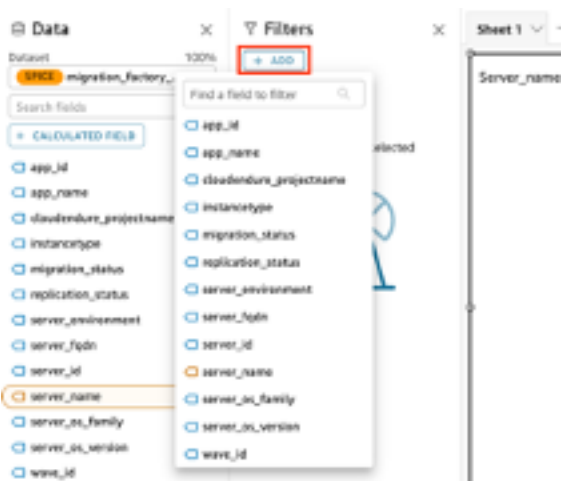 Data
Dataset 100%
SPICE migration_factory_
Search fields
+ CALCULATED FIELD
app_id
app_name
cloudendure_projectname
instancetype
migration_status
replication_status
server_environment
server_fqdn
server_id
server_name
server_os_family
server_os_version
wave_id
Filters
+ ADD
Find a field to filter
app_id
app_name
cloudendure_projectname
instancetype
migration_status
replication_status
server_environment
server_fqdn
server_id
server_name
server_os_family
server_os_version
wave_id
elected
Sheet 1
Server_name